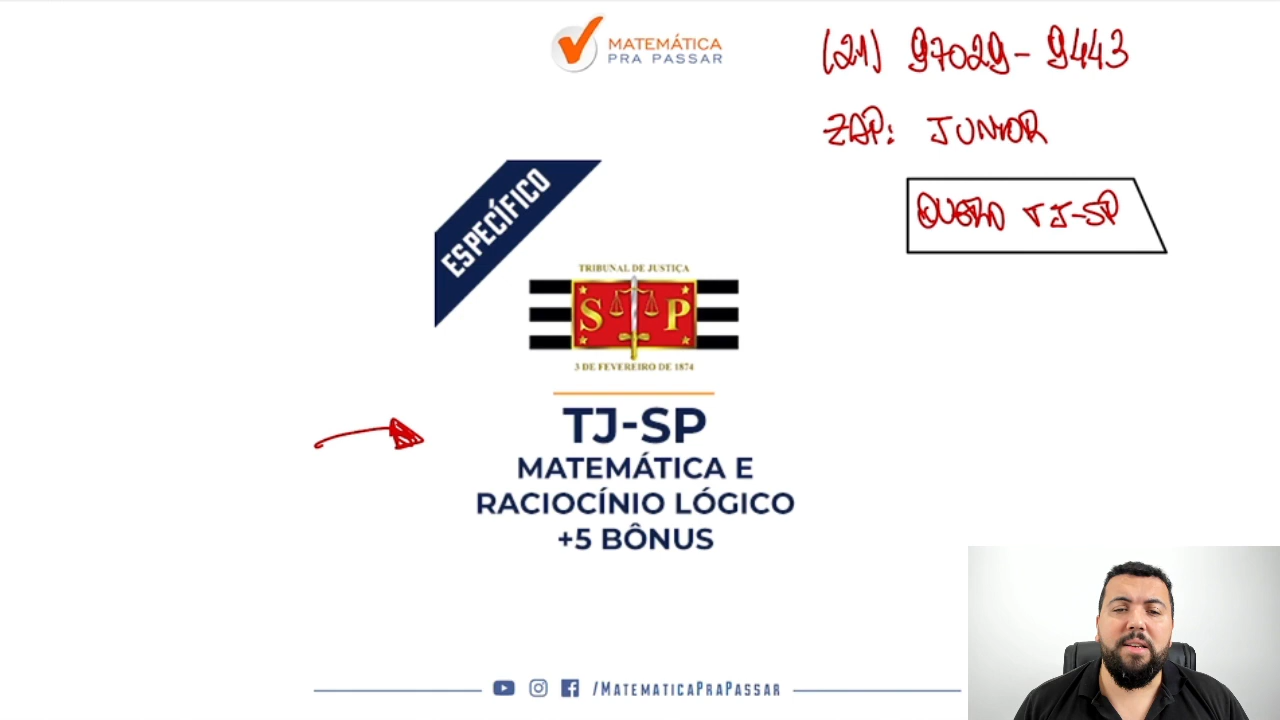 MATEMÁTICA
PRA PASSAR
(21) 97029-9443
ZAP: JUNIOR
QUERO TJ-SP
ESPECÍFICO
TRIBUNAL DE JUSTIÇA
S P
3 DE FEVEREIRO DE 1874
TJ-SP
MATEMÁTICA E
RACIOCÍNIO LÓGICO
+5 BÔNUS
/MATEMATICAPRAPASSAR